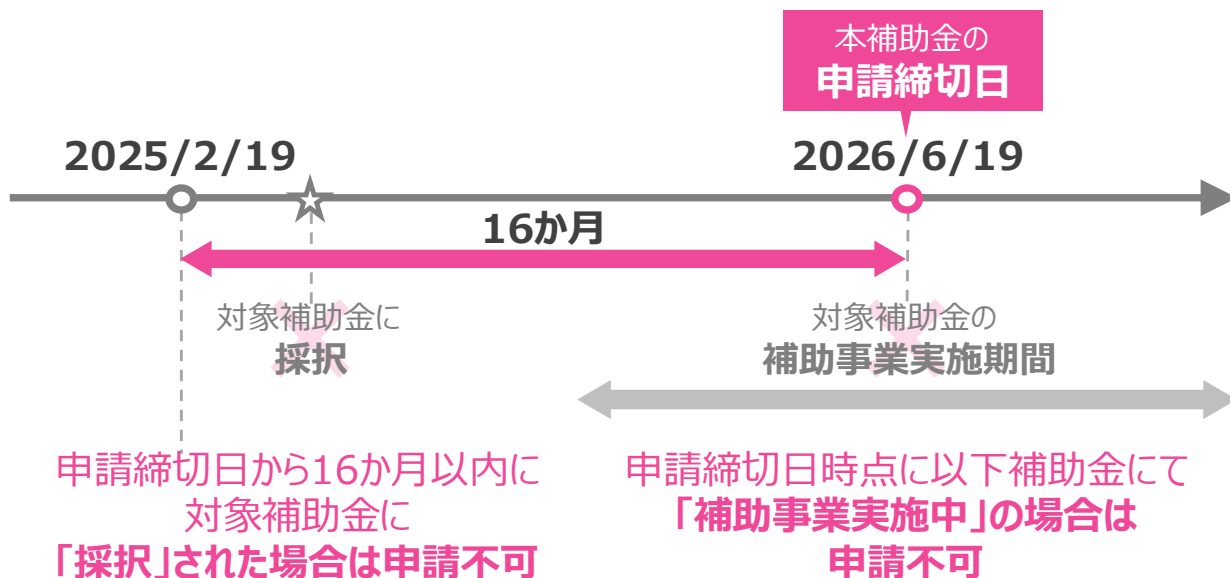 本補助金の
申請締切日
2025/2/19
2026/6/19
16か月
対象補助金に
採択
対象補助金の
補助事業実施期間
申請締切日から16か月以内に
対象補助金に
「採択」された場合は申請不可
申請締切日時点に以下補助金にて
「補助事業実施中」の場合は
申請不可